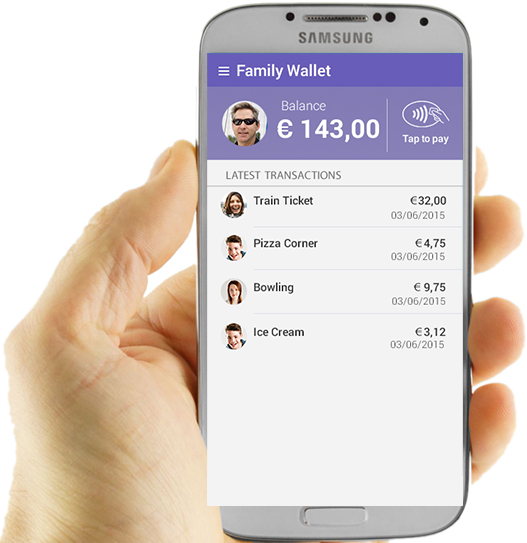 SAMSUNG
Family Wallet
Balance
€ 143,00
Tap to pay
LATEST TRANSACTIONS
Train Ticket €32,00
03/06/2015
Pizza Corner € 4,75
03/06/2015
Bowling € 9,75
03/06/2015
Ice Cream € 3,12
03/06/2015